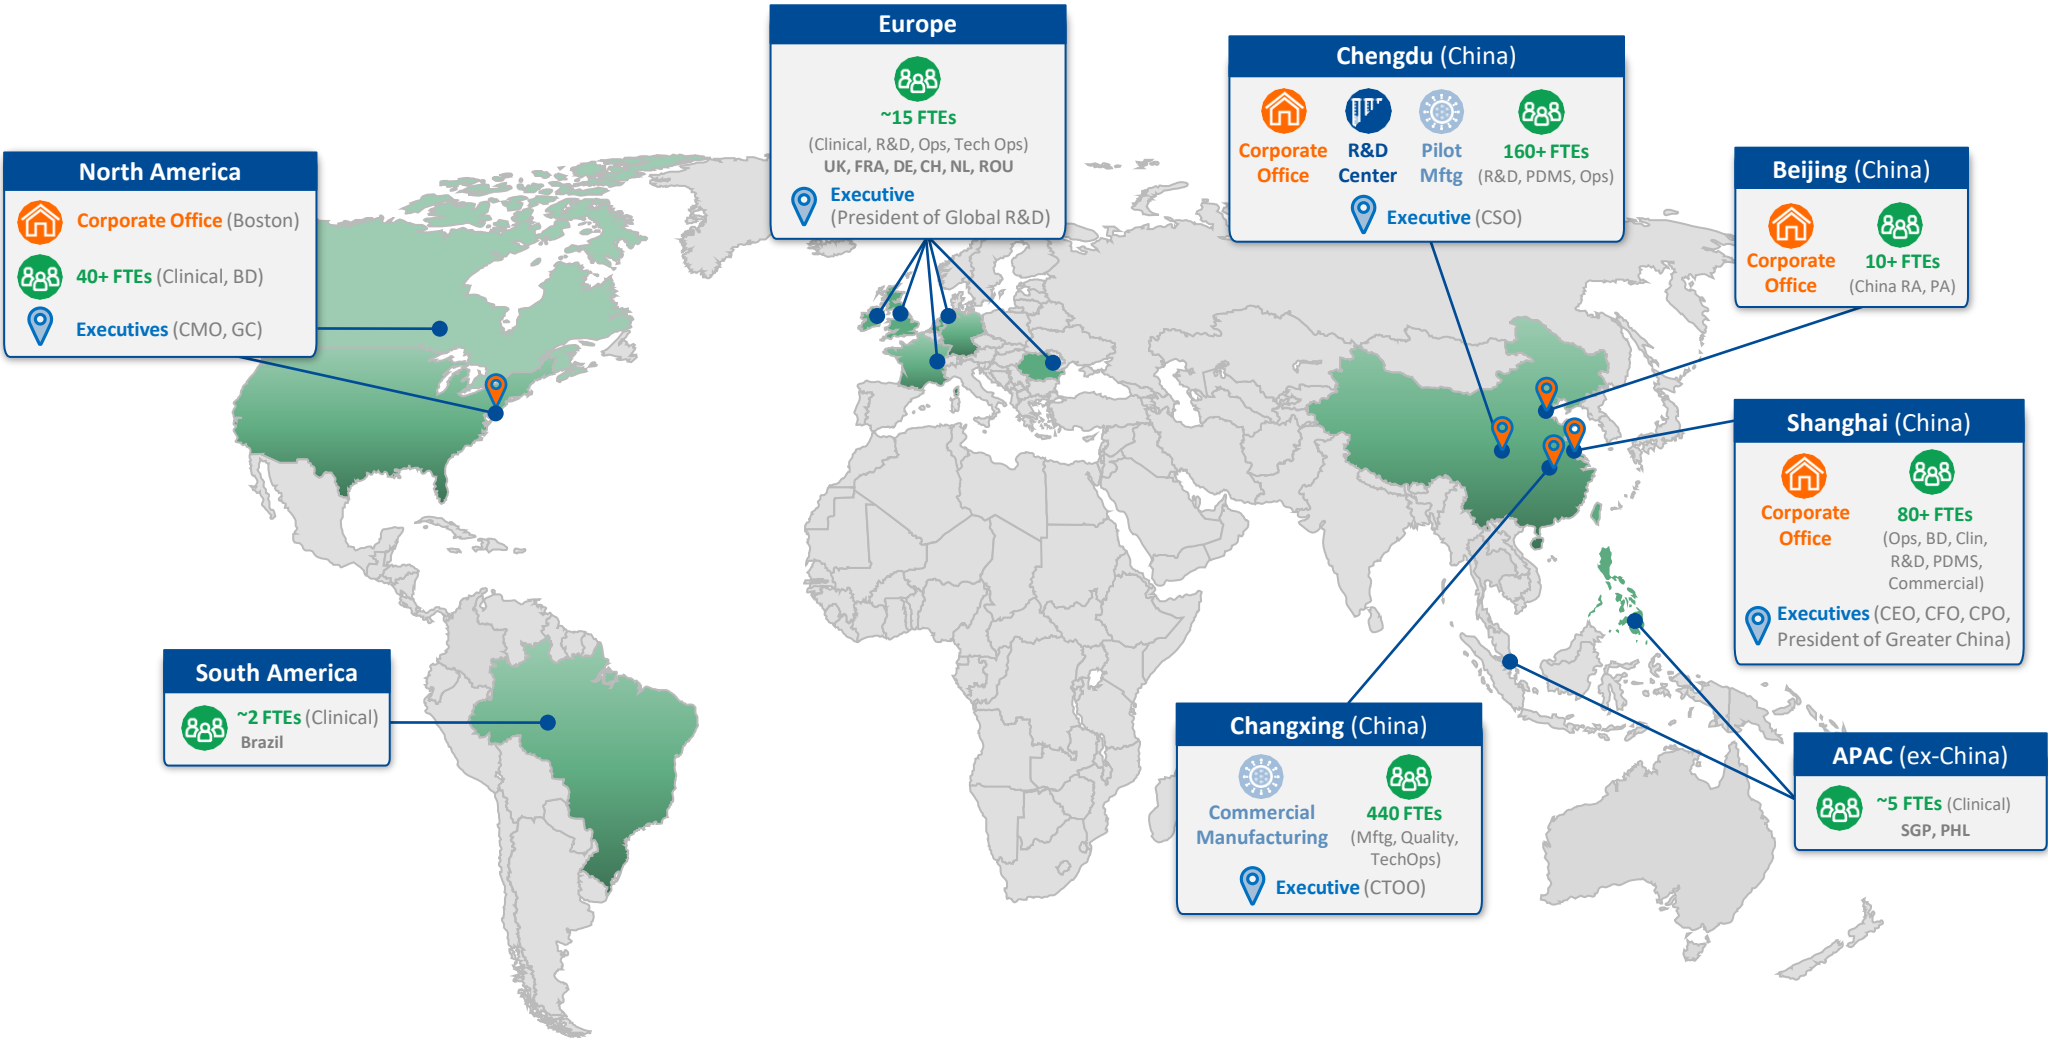 Europe
~15 FTEs
(Clinical, R&D, Ops, Tech Ops)
UK, FRA, DE, CH, NL, ROU
Executive
(President of Global R&D)
Chengdu (China)
Corporate
Office
R&D
Center
Pilot
Mftg
160+ FTEs
(R&D, PDMS, Ops)
Executive (CSO)
North America
Corporate Office (Boston)
40+ FTEs (Clinical, BD)
Executives (CMO, GC)
Beijing (China)
Corporate
Office
10+ FTEs
(China RA, PA)
Shanghai (China)
Corporate
Office
80+ FTEs
(Ops, BD, Clin,
R&D, PDMS,
Commercial)
Executives (CEO, CFO, CPO,
President of Greater China)
South America
~2 FTEs (Clinical)
Brazil
Changxing (China)
Commercial
Manufacturing
440 FTEs
(Mftg, Quality,
TechOps)
Executive (CTOO)
APAC (ex-China)
~5 FTEs (Clinical)
SGP, PHL